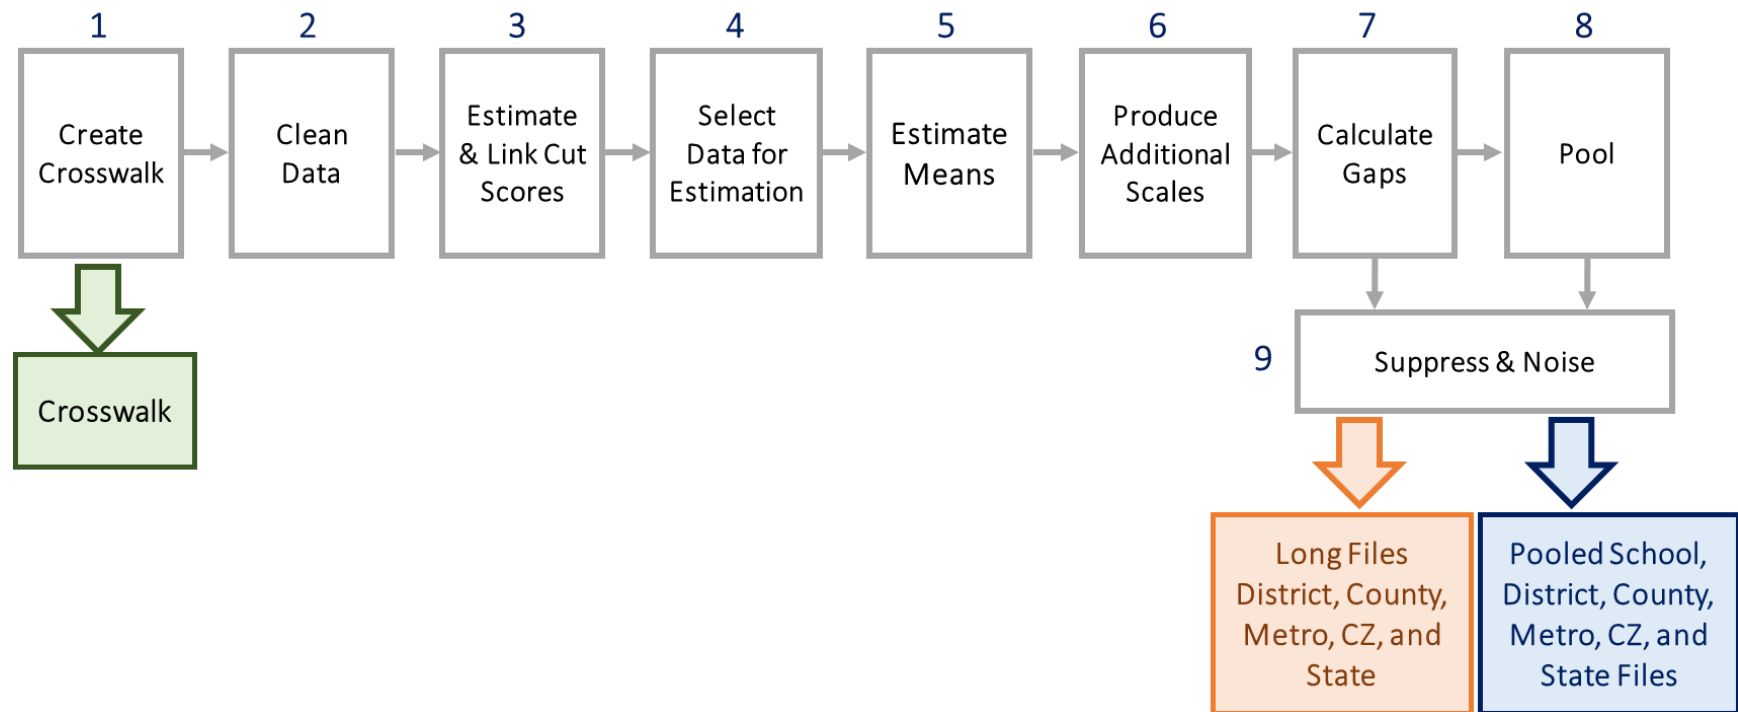 1
2
3
4
5
6
7
8
Create
Crosswalk
Clean
Data
Estimate
& Link Cut
Scores
Select
Data for
Estimation
Estimate
Means
Produce
Additional
Scales
Calculate
Gaps
Pool
9
Suppress & Noise
Crosswalk
Long Files
District, County,
Metro, CZ, and
State
Pooled School,
District, County,
Metro, CZ, and
State Files